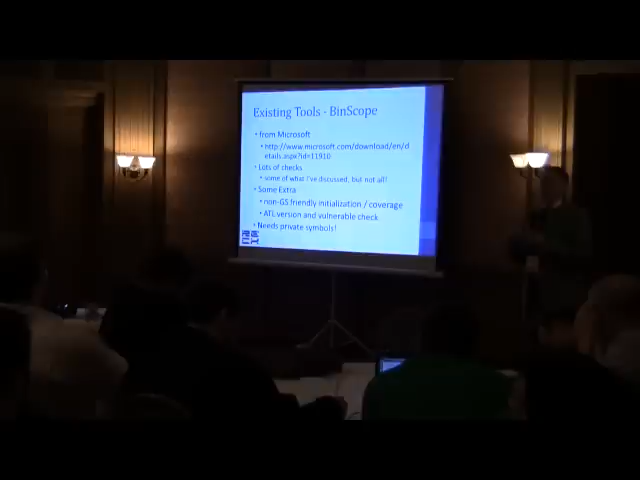 Existing Tools - BinScope
• from Microsoft
• http://www.microsoft.com/download/en/d
etails.aspx?id=11910
• Lots of checks
• some of what I've discussed, but not all!
• Some Extra
• non-GS friendly initialization / coverage
• ATL version and vulnerable check
• Needs private symbols!